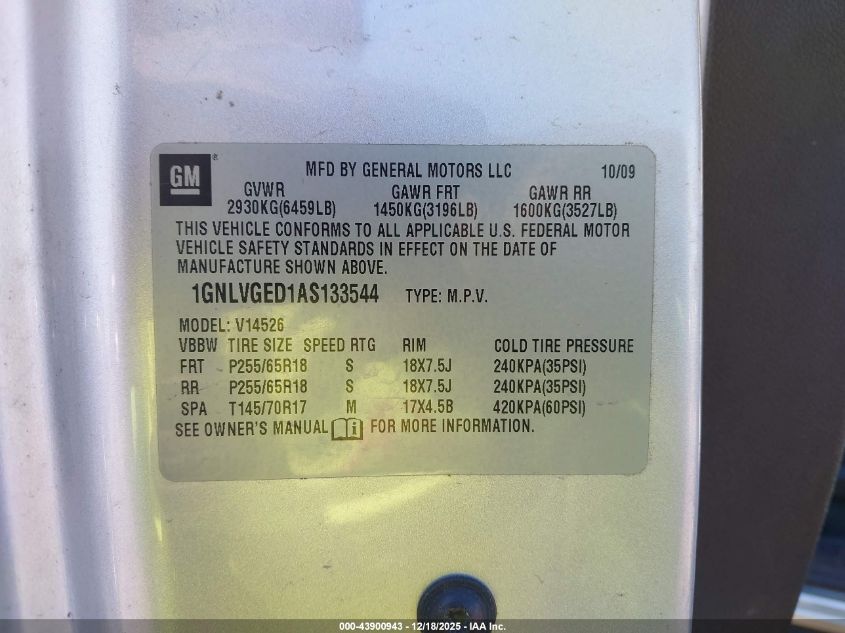 GM ® MFD BY GENERAL MOTORS LLC 10/09
GVWR GAWR FRT GAWR RR
2930KG(6459LB) 1450KG(3196LB) 1600KG(3527LB)
THIS VEHICLE CONFORMS TO ALL APPLICABLE U.S. FEDERAL MOTOR
VEHICLE SAFETY STANDARDS IN EFFECT ON THE DATE OF
MANUFACTURE SHOWN ABOVE.
1GNLVGED1AS133544 TYPE: M.P.V.
MODEL: V14526
VBBW TIRE SIZE SPEED RTG RIM COLD TIRE PRESSURE
FRT P255/65R18 S 18X7.5J 240KPA(35PSI)
RR P255/65R18 S 18X7.5J 240KPA(35PSI)
SPA T145/70R17 M 17X4.5B 420KPA(60PSI)
SEE OWNER'S MANUAL i FOR MORE INFORMATION.
000-43900943 - 12/18/2025 - IAA Inc.